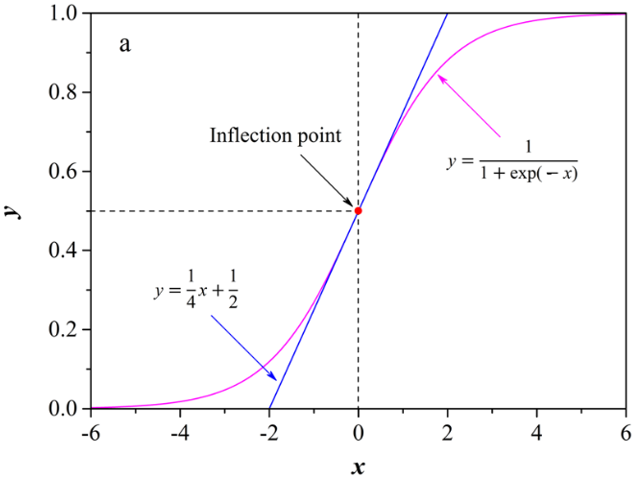 1.0
a
0.8
Inflection point
y = 1 / (1 + exp(− x))
0.6
y
0.4
y = 1/4 x + 1/2
0.2
0.0
-6 -4 -2 0 2 4 6
x